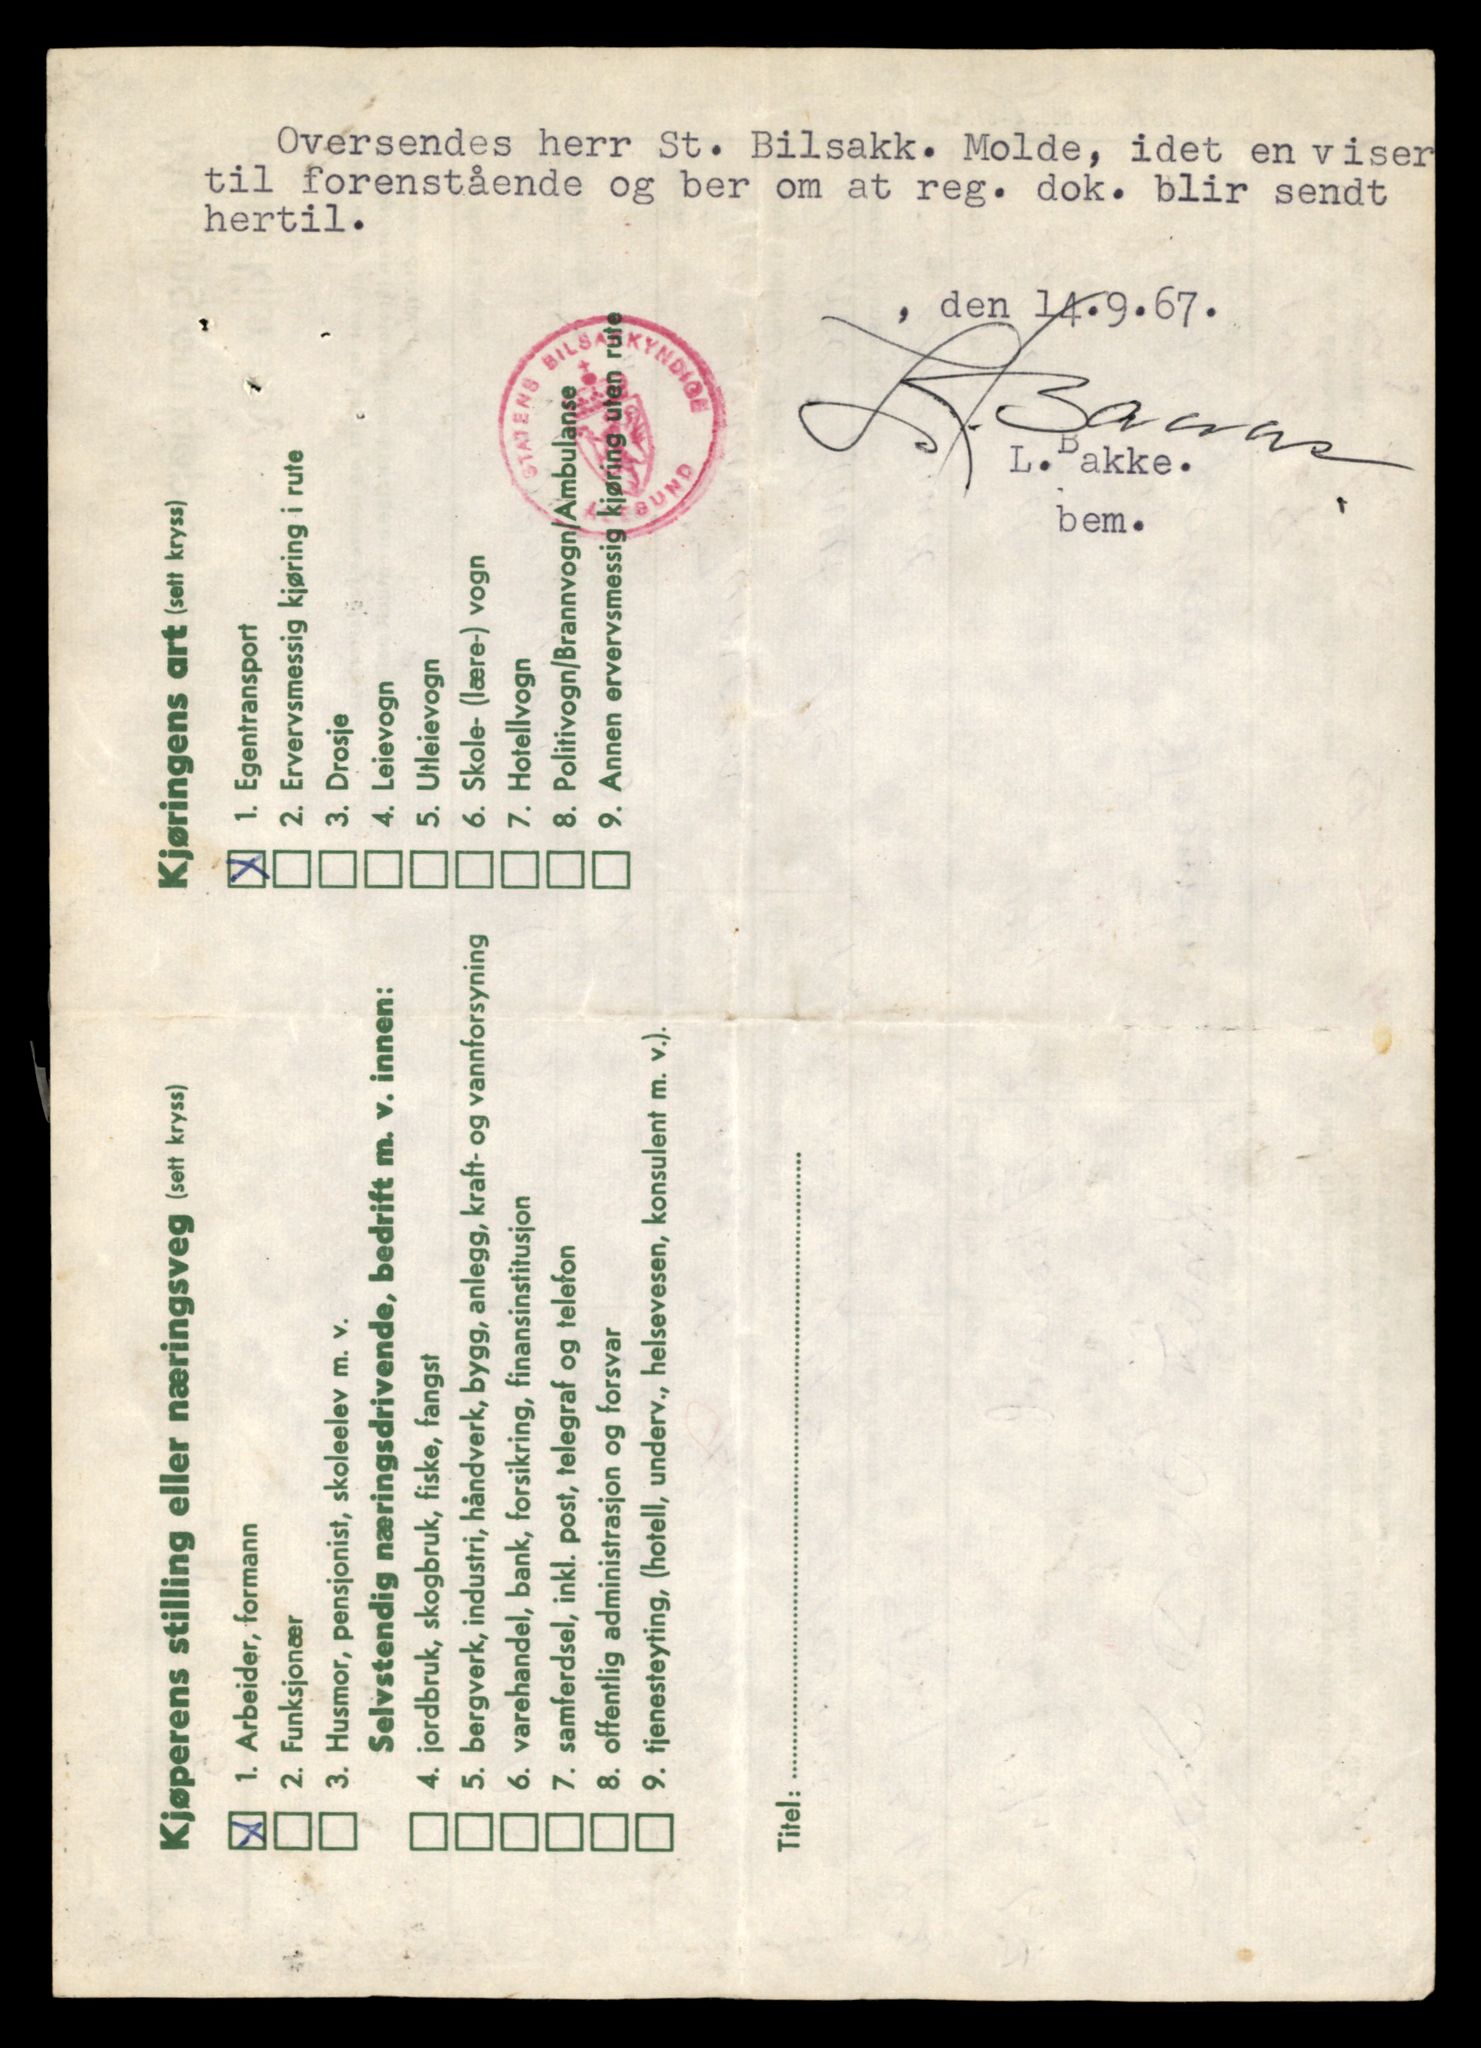 Oversendes herr St. Bilsakk. Molde, idet en viser
til forenstående og ber om at reg. dok. blir sendt
hertil.
, den 14.9.67.
L. Bakke.
bem.
STATENS BILSAKKYNDIGE
ÅLESUND
Kjøringens art (sett kryss)
X 1. Egentransport
2. Ervervsmessig kjøring i rute
3. Drosje
4. Leievogn
5. Utleievogn
6. Skole- (lære-) vogn
7. Hotellvogn
8. Politivogn/Brannvogn/Ambulanse
9. Annen ervervsmessig kjøring uten rute
Kjøperens stilling eller næringsveg (sett kryss)
X 1. Arbeider, formann
2. Funksjonær
3. Husmor, pensjonist, skoleelev m. v.
Selvstendig næringsdrivende, bedrift m. v. innen:
4. jordbruk, skogbruk, fiske, fangst
5. bergverk, industri, håndverk, bygg, anlegg, kraft- og vannforsyning
6. varehandel, bank, forsikring, finansinstitusjon
7. samferdsel, inkl. post, telegraf og telefon
8. offentlig administrasjon og forsvar
9. tjenesteyting, (hotell, underv., helsevesen, konsulent m. v.).
Titel: